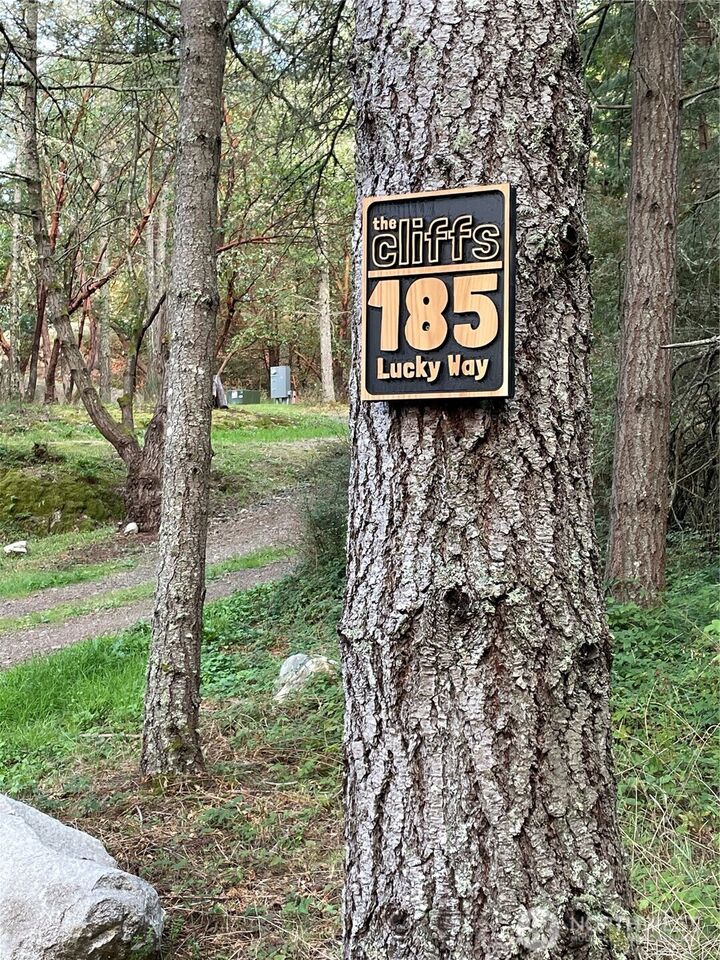 the
cliffs
185
Lucky Way